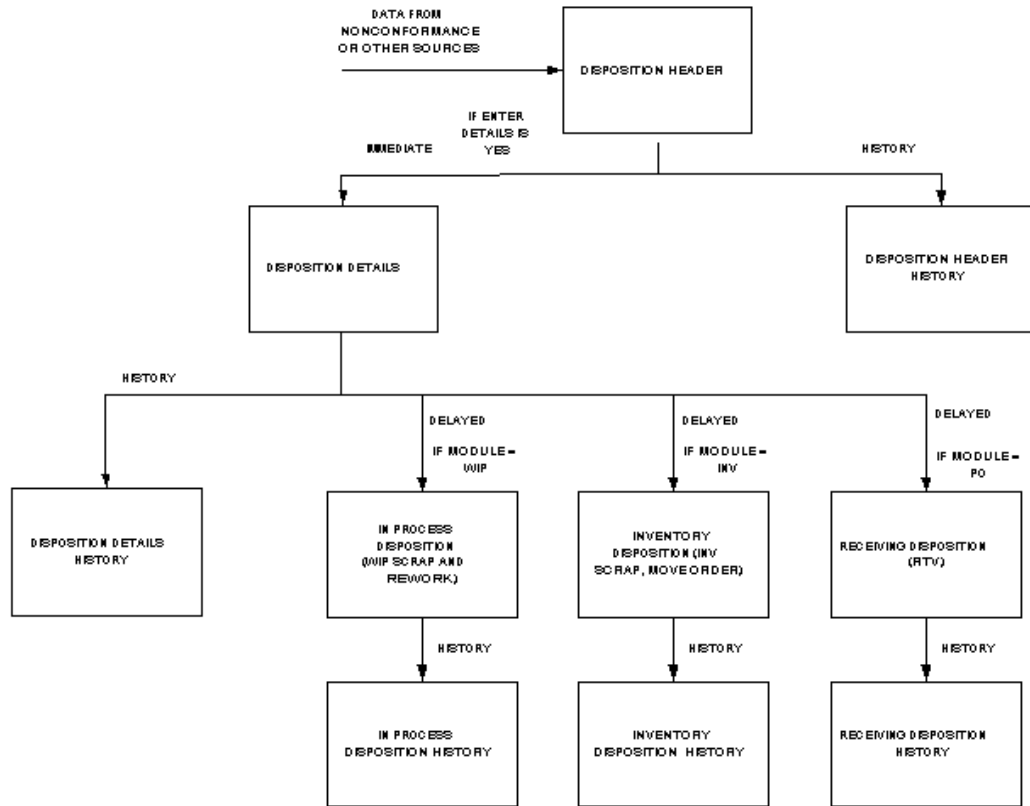 DATA FROM
NONCONFORMANCE
OR OTHER SOURCES
DISPOSITION HEADER
IF ENTER
DETAILS IS
YES
IMMEDIATE
HISTORY
DISPOSITION DETAILS
DISPOSITION HEADER
HISTORY
HISTORY
DELAYED
IF MODULE =
WIP
DELAYED
IF MODULE =
INV
DELAYED
IF MODULE =
PO
DISPOSITION DETAILS
HISTORY
IN PROCESS
DISPOSITION
(WIP SCRAP AND
REWORK)
INVENTORY
DISPOSITION (INV
SCRAP, MOVE ORDER)
RECEIVING DISPOSITION
(RTV)
HISTORY
HISTORY
HISTORY
IN PROCESS
DISPOSITION HISTORY
INVENTORY
DISPOSITION HISTORY
RECEIVING DISPOSITION
HISTORY